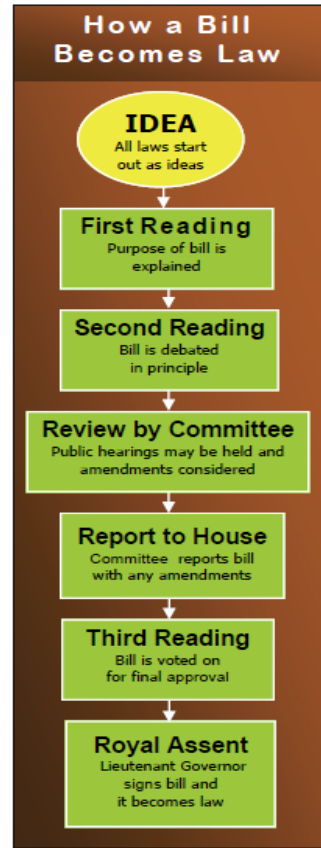 How a Bill
Becomes Law
IDEA
All laws start
out as ideas
First Reading
Purpose of bill is
explained
Second Reading
Bill is debated
in principle
Review by Committee
Public hearings may be held and
amendments considered
Report to House
Committee reports bill
with any amendments
Third Reading
Bill is voted on
for final approval
Royal Assent
Lieutenant Governor
signs bill and
it becomes law